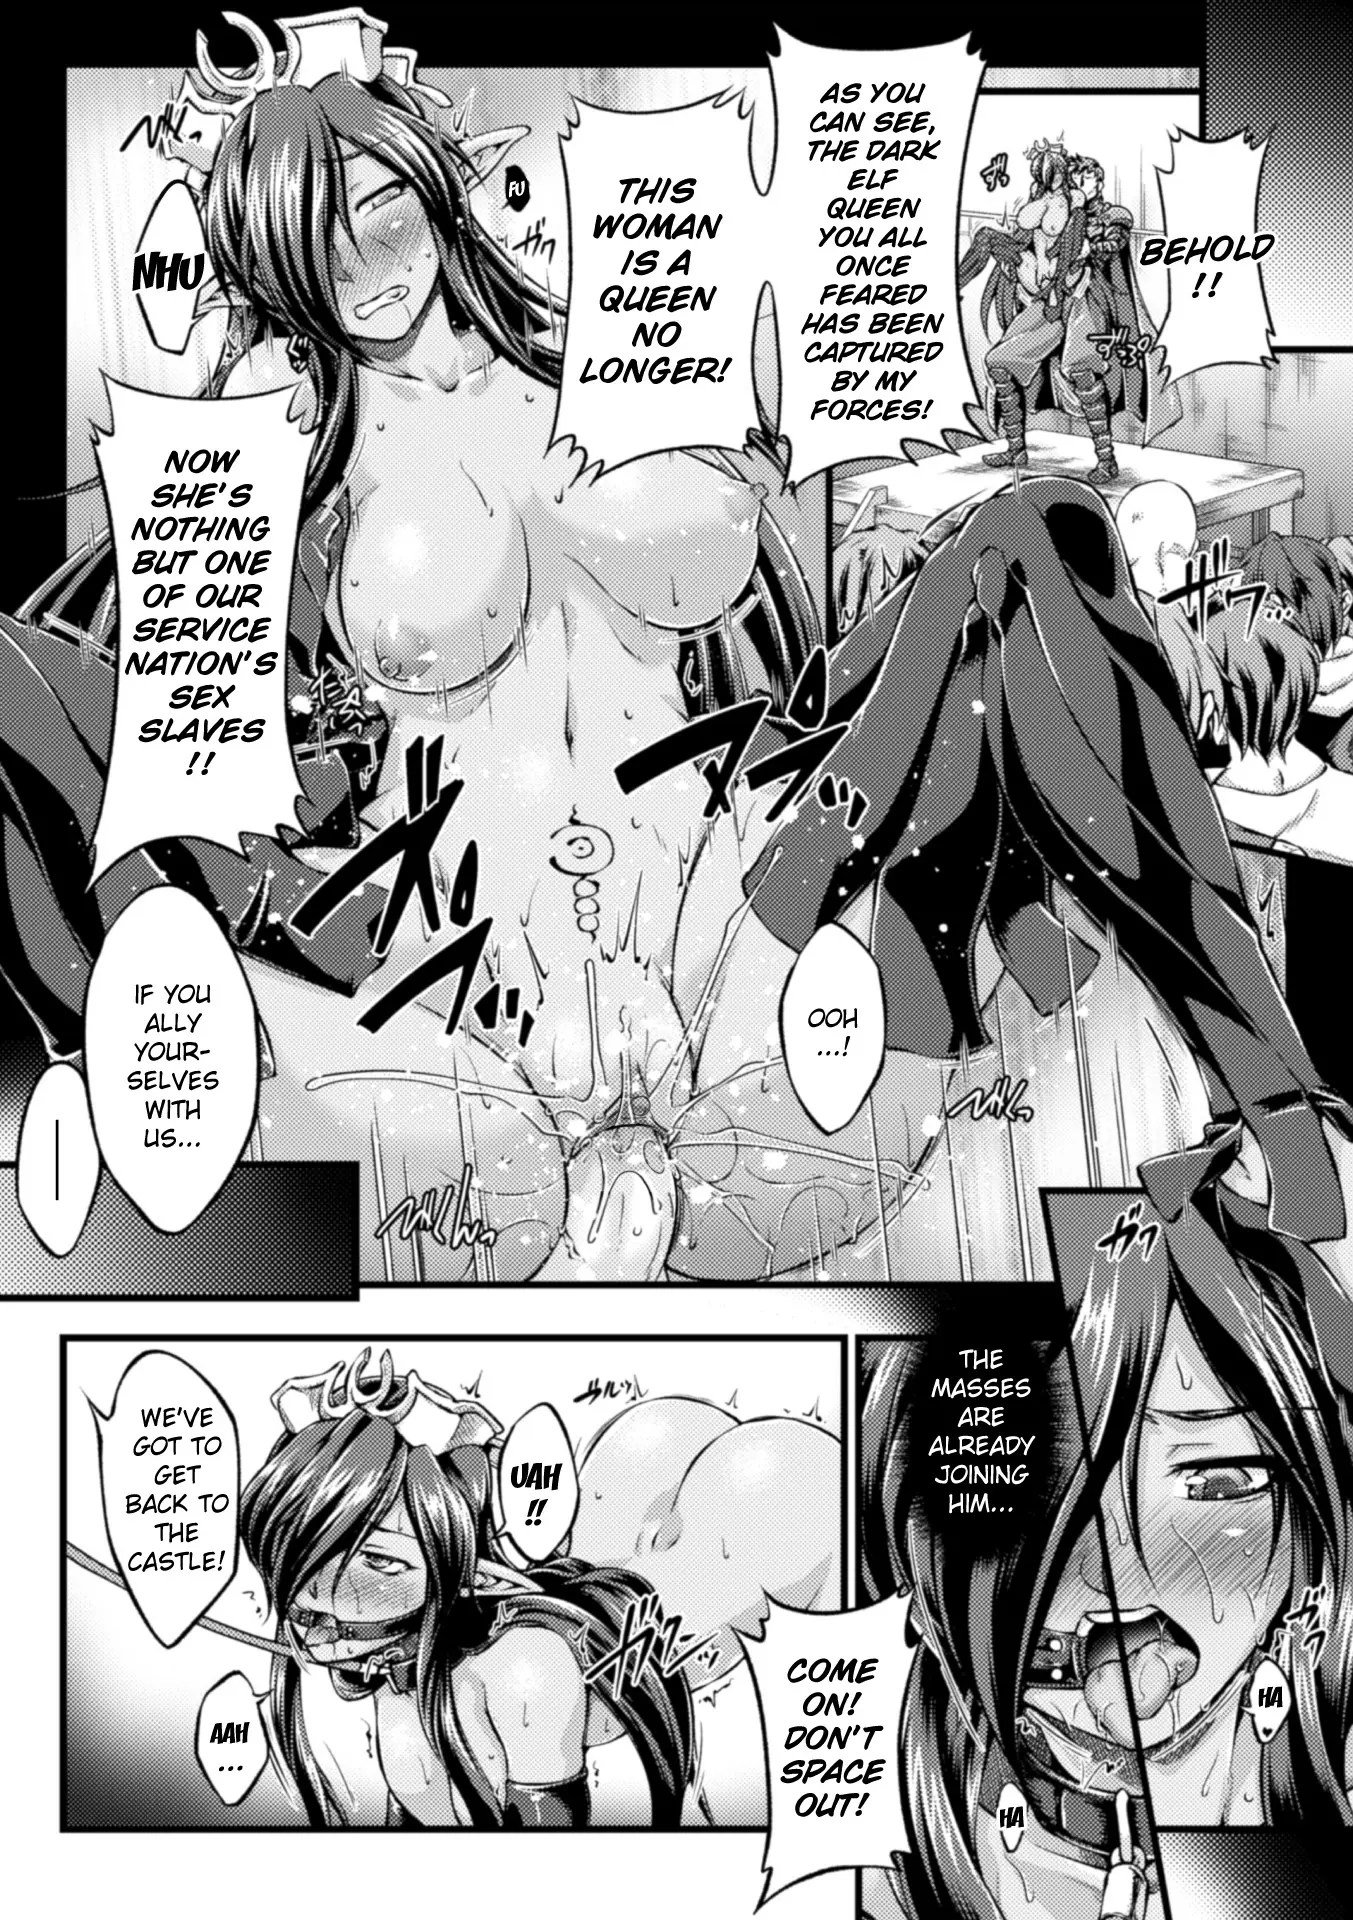 BEHOLD
!!
AS YOU
CAN SEE,
THE DARK
ELF
QUEEN
YOU ALL
ONCE
FEARED
HAS BEEN
CAPTURED
BY MY
FORCES!
THIS
WOMAN
IS A
QUEEN
NO
LONGER!
FU
NHU
NOW
SHE'S
NOTHING
BUT ONE
OF OUR
SERVICE
NATION'S
SEX
SLAVES
!!
OOH
...!
IF YOU
ALLY
YOUR-
SELVES
WITH
US...
THE
MASSES
ARE
ALREADY
JOINING
HIM...
HA
HA
COME
ON!
DON'T
SPACE
OUT!
UAH
!!
WE'VE
GOT TO
GET
BACK TO
THE
CASTLE!
AAH
...